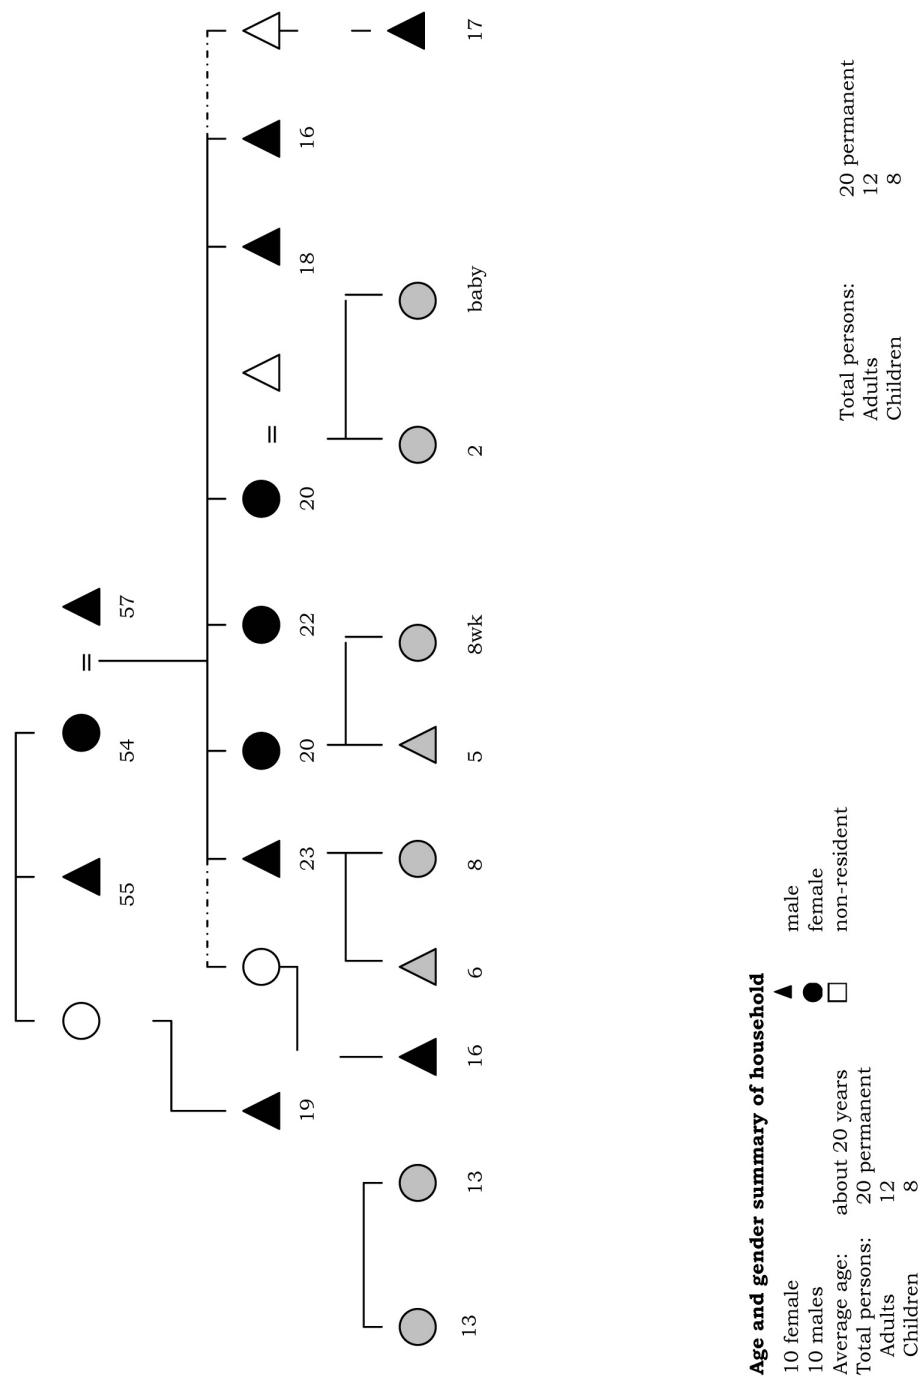 55 54 57
19 23 20 22 20 18 16
13 13 16 6 8 5 8wk 2 baby 17
Age and gender summary of household
10 female male
10 males female
Average age: about 20 years non-resident
Total persons: 20 permanent
Adults 12
Children 8
Total persons: 20 permanent
Adults 12
Children 8